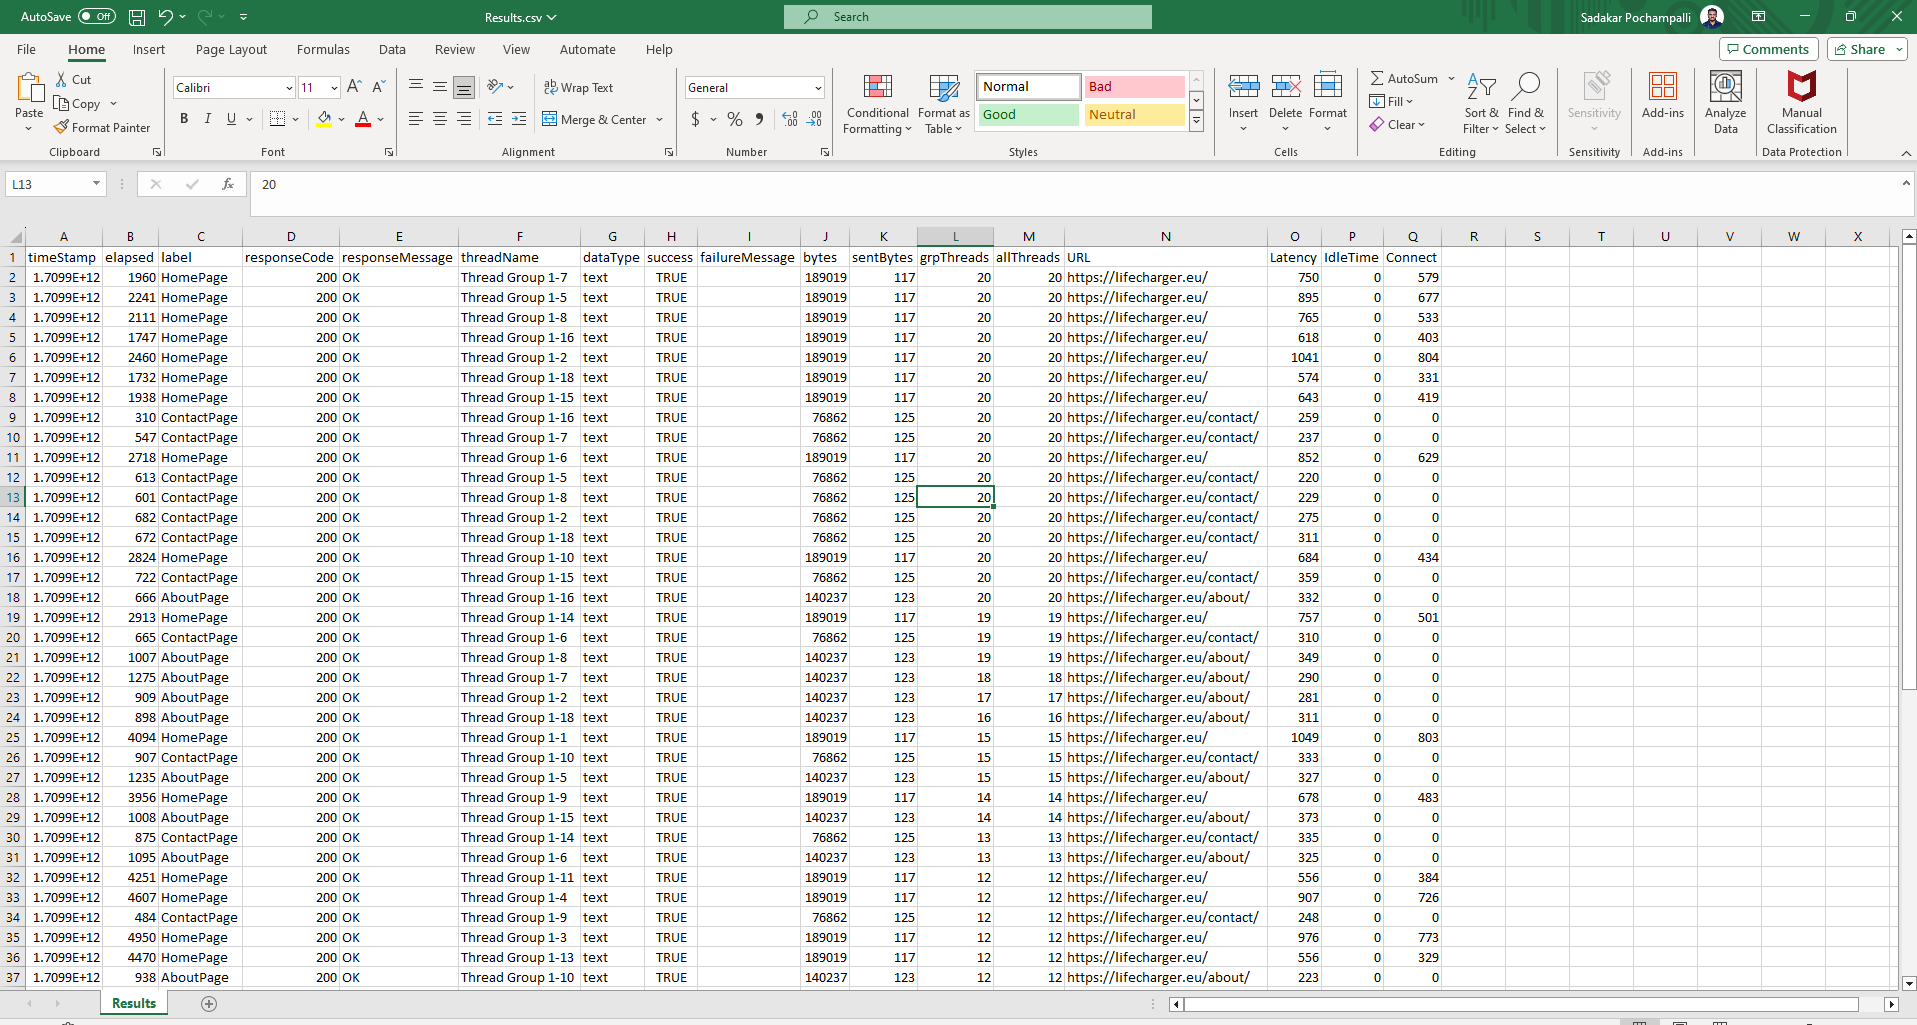 AutoSave Off Results.csv Search Sadakar Pochampalli
File Home Insert Page Layout Formulas Data Review View Automate Help Comments Share
Paste Cut Copy Format Painter Clipboard
Calibri 11 B I U Font
Wrap Text Merge & Center Alignment
General $ % Number
Conditional Formatting Format as Table Normal Bad Good Neutral Styles
Insert Delete Format Cells
AutoSum Fill Clear Sort & Filter Find & Select Editing
Sensitivity Sensitivity
Add-ins Add-ins
Analyze Data
Manual Classification Data Protection
L13 fx 20
A B C D E F G H I J K L M N O P Q R S T U V W X
1 timeStamp elapsed label responseCode responseMessage threadName dataType success failureMessage bytes sentBytes grpThreads allThreads URL Latency IdleTime Connect
2 1.7099E+12 1960 HomePage 200 OK Thread Group 1-7 text TRUE 189019 117 20 20 https://lifecharger.eu/ 750 0 579
3 1.7099E+12 2241 HomePage 200 OK Thread Group 1-5 text TRUE 189019 117 20 20 https://lifecharger.eu/ 895 0 677
4 1.7099E+12 2111 HomePage 200 OK Thread Group 1-8 text TRUE 189019 117 20 20 https://lifecharger.eu/ 765 0 533
5 1.7099E+12 1747 HomePage 200 OK Thread Group 1-16 text TRUE 189019 117 20 20 https://lifecharger.eu/ 618 0 403
6 1.7099E+12 2460 HomePage 200 OK Thread Group 1-2 text TRUE 189019 117 20 20 https://lifecharger.eu/ 1041 0 804
7 1.7099E+12 1732 HomePage 200 OK Thread Group 1-18 text TRUE 189019 117 20 20 https://lifecharger.eu/ 574 0 331
8 1.7099E+12 1938 HomePage 200 OK Thread Group 1-15 text TRUE 189019 117 20 20 https://lifecharger.eu/ 643 0 419
9 1.7099E+12 310 ContactPage 200 OK Thread Group 1-16 text TRUE 76862 125 20 20 https://lifecharger.eu/contact/ 259 0 0
10 1.7099E+12 547 ContactPage 200 OK Thread Group 1-7 text TRUE 76862 125 20 20 https://lifecharger.eu/contact/ 237 0 0
11 1.7099E+12 2718 HomePage 200 OK Thread Group 1-6 text TRUE 189019 117 20 20 https://lifecharger.eu/ 852 0 629
12 1.7099E+12 613 ContactPage 200 OK Thread Group 1-5 text TRUE 76862 125 20 20 https://lifecharger.eu/contact/ 220 0 0
13 1.7099E+12 601 ContactPage 200 OK Thread Group 1-8 text TRUE 76862 125 20 20 https://lifecharger.eu/contact/ 229 0 0
14 1.7099E+12 682 ContactPage 200 OK Thread Group 1-2 text TRUE 76862 125 20 20 https://lifecharger.eu/contact/ 275 0 0
15 1.7099E+12 672 ContactPage 200 OK Thread Group 1-18 text TRUE 76862 125 20 20 https://lifecharger.eu/contact/ 311 0 0
16 1.7099E+12 2824 HomePage 200 OK Thread Group 1-10 text TRUE 189019 117 20 20 https://lifecharger.eu/ 684 0 434
17 1.7099E+12 722 ContactPage 200 OK Thread Group 1-15 text TRUE 76862 125 20 20 https://lifecharger.eu/contact/ 359 0 0
18 1.7099E+12 666 AboutPage 200 OK Thread Group 1-16 text TRUE 140237 123 20 20 https://lifecharger.eu/about/ 332 0 0
19 1.7099E+12 2913 HomePage 200 OK Thread Group 1-14 text TRUE 189019 117 19 19 https://lifecharger.eu/ 757 0 501
20 1.7099E+12 665 ContactPage 200 OK Thread Group 1-6 text TRUE 76862 125 19 19 https://lifecharger.eu/contact/ 310 0 0
21 1.7099E+12 1007 AboutPage 200 OK Thread Group 1-8 text TRUE 140237 123 19 19 https://lifecharger.eu/about/ 349 0 0
22 1.7099E+12 1275 AboutPage 200 OK Thread Group 1-7 text TRUE 140237 123 18 18 https://lifecharger.eu/about/ 290 0 0
23 1.7099E+12 909 AboutPage 200 OK Thread Group 1-2 text TRUE 140237 123 17 17 https://lifecharger.eu/about/ 281 0 0
24 1.7099E+12 898 AboutPage 200 OK Thread Group 1-18 text TRUE 140237 123 16 16 https://lifecharger.eu/about/ 311 0 0
25 1.7099E+12 4094 HomePage 200 OK Thread Group 1-1 text TRUE 189019 117 15 15 https://lifecharger.eu/ 1049 0 803
26 1.7099E+12 907 ContactPage 200 OK Thread Group 1-10 text TRUE 76862 125 15 15 https://lifecharger.eu/contact/ 333 0 0
27 1.7099E+12 1235 AboutPage 200 OK Thread Group 1-5 text TRUE 140237 123 15 15 https://lifecharger.eu/about/ 327 0 0
28 1.7099E+12 3956 HomePage 200 OK Thread Group 1-9 text TRUE 189019 117 14 14 https://lifecharger.eu/ 678 0 483
29 1.7099E+12 1008 AboutPage 200 OK Thread Group 1-15 text TRUE 140237 123 14 14 https://lifecharger.eu/about/ 373 0 0
30 1.7099E+12 875 ContactPage 200 OK Thread Group 1-14 text TRUE 76862 125 13 13 https://lifecharger.eu/contact/ 335 0 0
31 1.7099E+12 1095 AboutPage 200 OK Thread Group 1-6 text TRUE 140237 123 13 13 https://lifecharger.eu/about/ 325 0 0
32 1.7099E+12 4251 HomePage 200 OK Thread Group 1-11 text TRUE 189019 117 12 12 https://lifecharger.eu/ 556 0 384
33 1.7099E+12 4607 HomePage 200 OK Thread Group 1-4 text TRUE 189019 117 12 12 https://lifecharger.eu/ 907 0 726
34 1.7099E+12 484 ContactPage 200 OK Thread Group 1-9 text TRUE 76862 125 12 12 https://lifecharger.eu/contact/ 248 0 0
35 1.7099E+12 4950 HomePage 200 OK Thread Group 1-3 text TRUE 189019 117 12 12 https://lifecharger.eu/ 976 0 773
36 1.7099E+12 4470 HomePage 200 OK Thread Group 1-13 text TRUE 189019 117 12 12 https://lifecharger.eu/ 556 0 329
37 1.7099E+12 938 AboutPage 200 OK Thread Group 1-10 text TRUE 140237 123 12 12 https://lifecharger.eu/about/ 223 0 0
Results